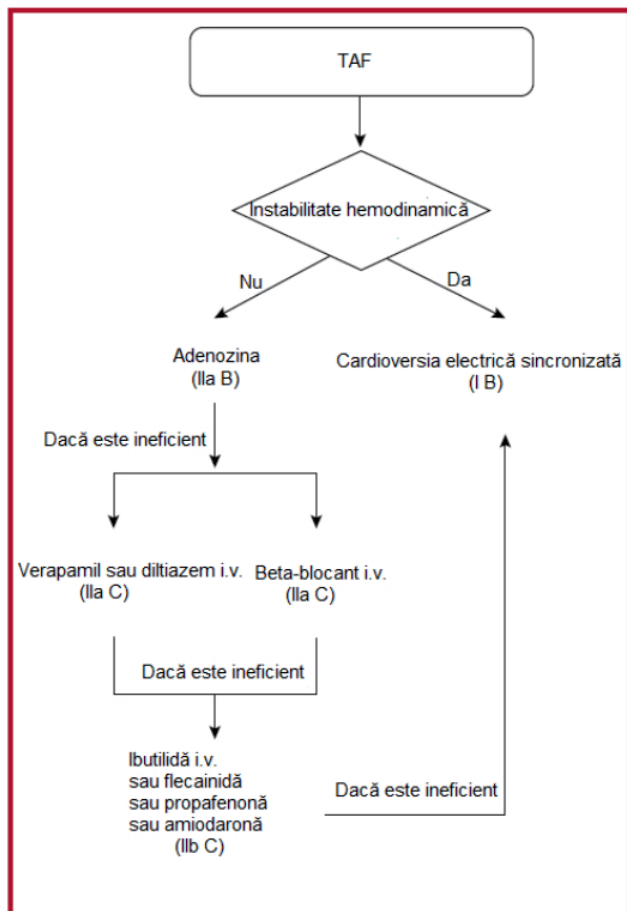 TAF
Instabilitate hemodinamică
Nu
Da
Adenozina
(IIa B)
Cardioversia electrică sincronizată
(I B)
Dacă este ineficient
Verapamil sau diltiazem i.v.
(IIa C)
Beta-blocant i.v.
(IIa C)
Dacă este ineficient
Ibutilidă i.v.
sau flecainidă
sau propafenonă
sau amiodaronă
(IIb C)
Dacă este ineficient